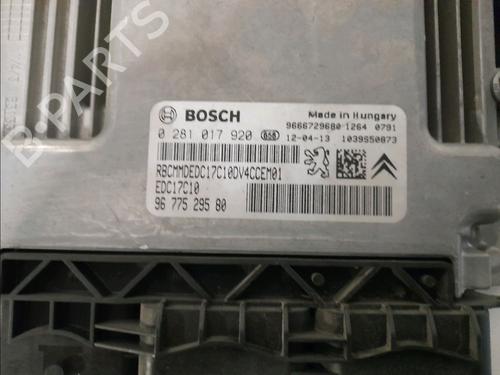 B-PARTS
BOSCH
Made in Hungary
0 281 017 920 658
9666729680 1264 0791
12-04-13 1039S50873
RBCMMDEDC17C10DV4CCEM01
EDC17C10
96 775 295 80